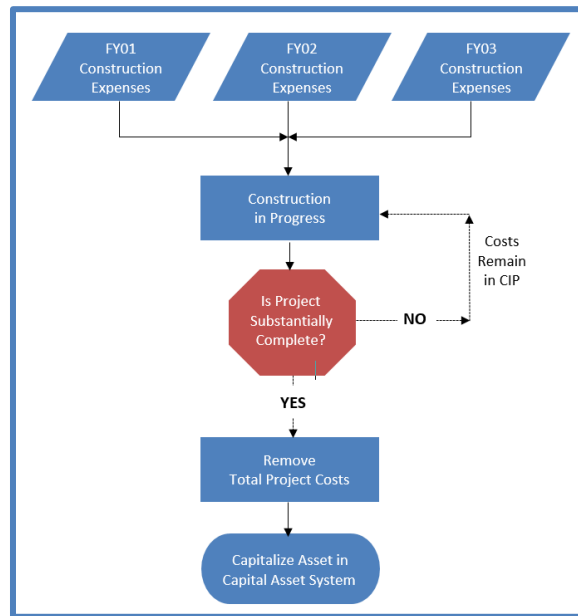 FY01
Construction
Expenses
FY02
Construction
Expenses
FY03
Construction
Expenses
Construction
in Progress
Costs
Remain
in CIP
Is Project
Substantially
Complete?
NO
YES
Remove
Total Project Costs
Capitalize Asset in
Capital Asset System